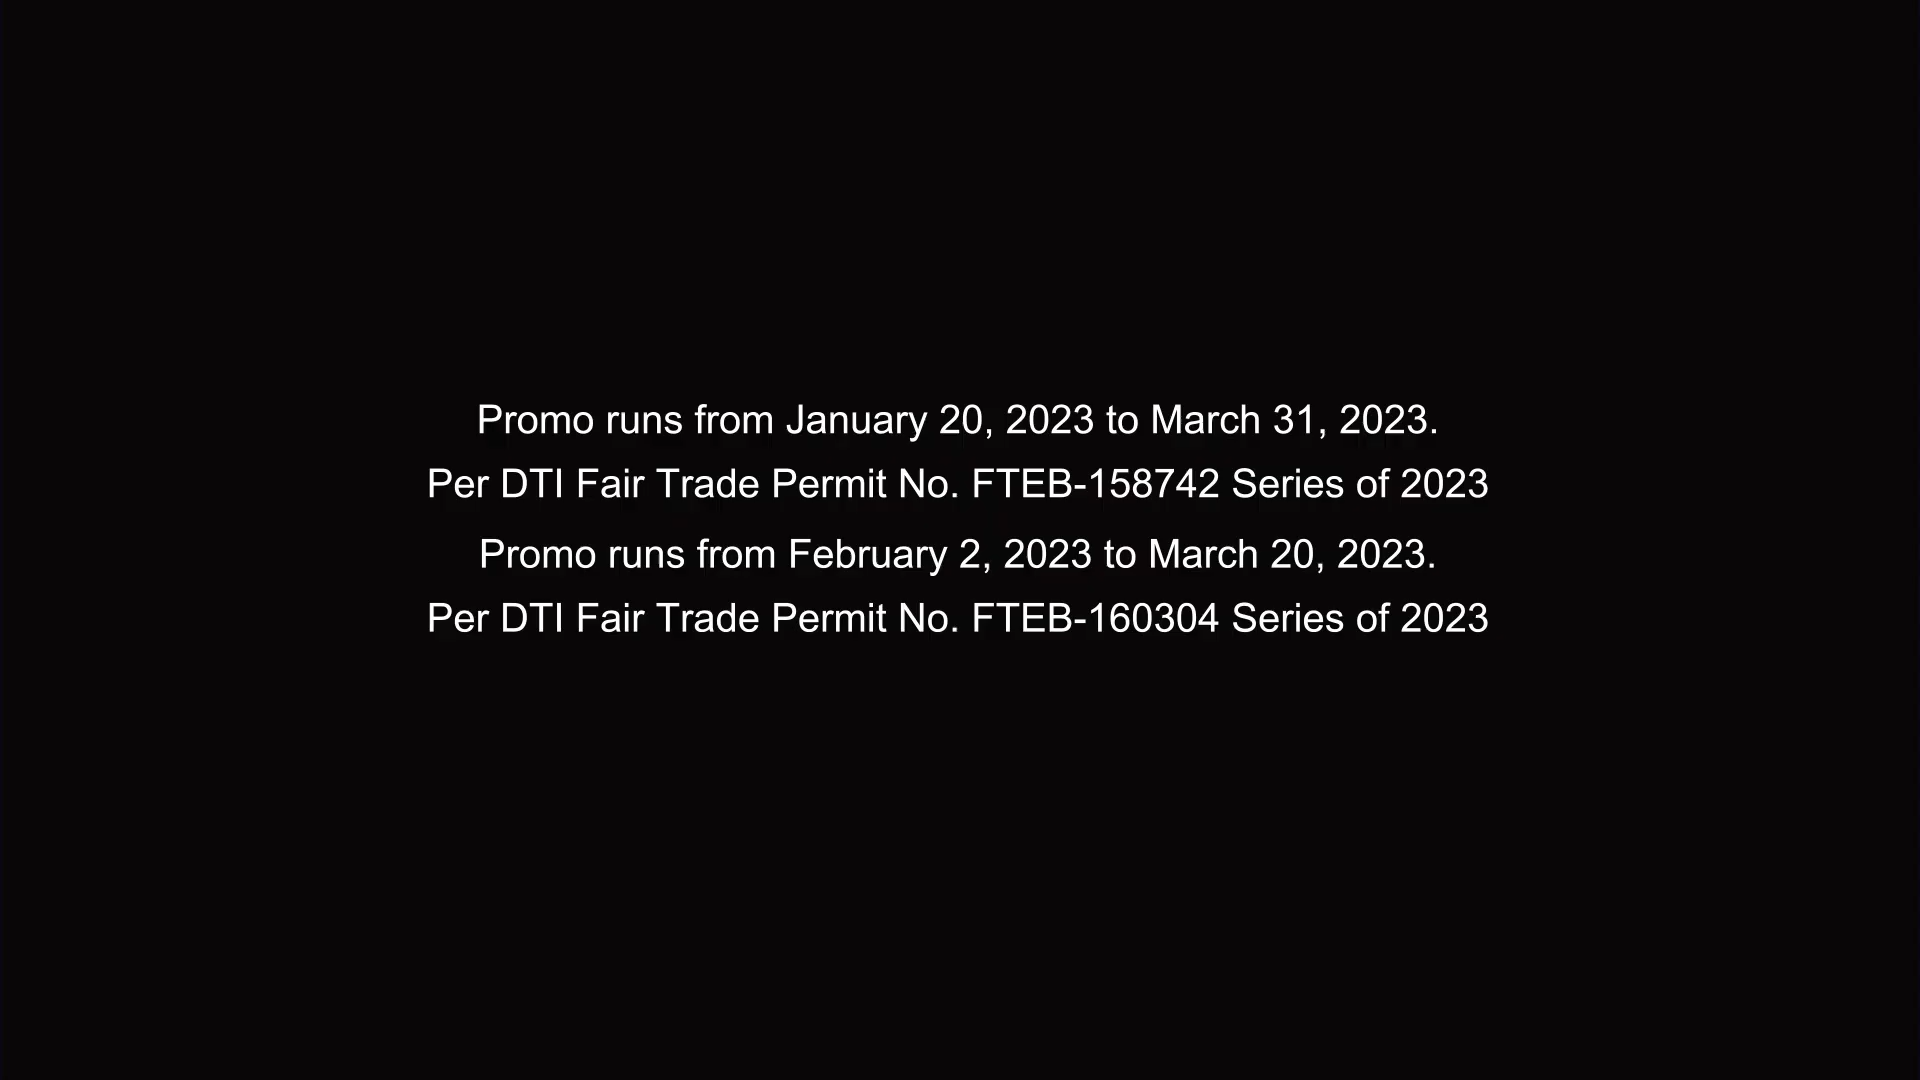 Promo runs from January 20, 2023 to March 31, 2023.
Per DTI Fair Trade Permit No. FTEB-158742 Series of 2023
Promo runs from February 2, 2023 to March 20, 2023.
Per DTI Fair Trade Permit No. FTEB-160304 Series of 2023